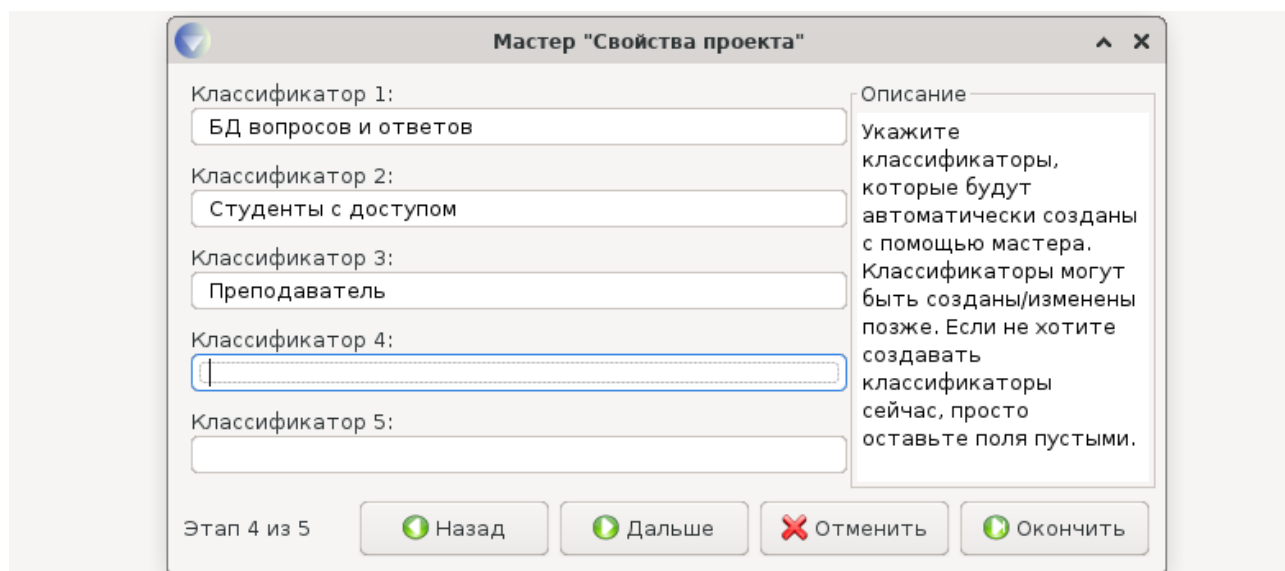 Мастер "Свойства проекта"
Классификатор 1:
БД вопросов и ответов
Классификатор 2:
Студенты с доступом
Классификатор 3:
Преподаватель
Классификатор 4:
Классификатор 5:
Описание
Укажите
классификаторы,
которые будут
автоматически созданы
с помощью мастера.
Классификаторы могут
быть созданы/изменены
позже. Если не хотите
создавать
классификаторы
сейчас, просто
оставьте поля пустыми.
Этап 4 из 5
Назад
Дальше
Отменить
Окончить